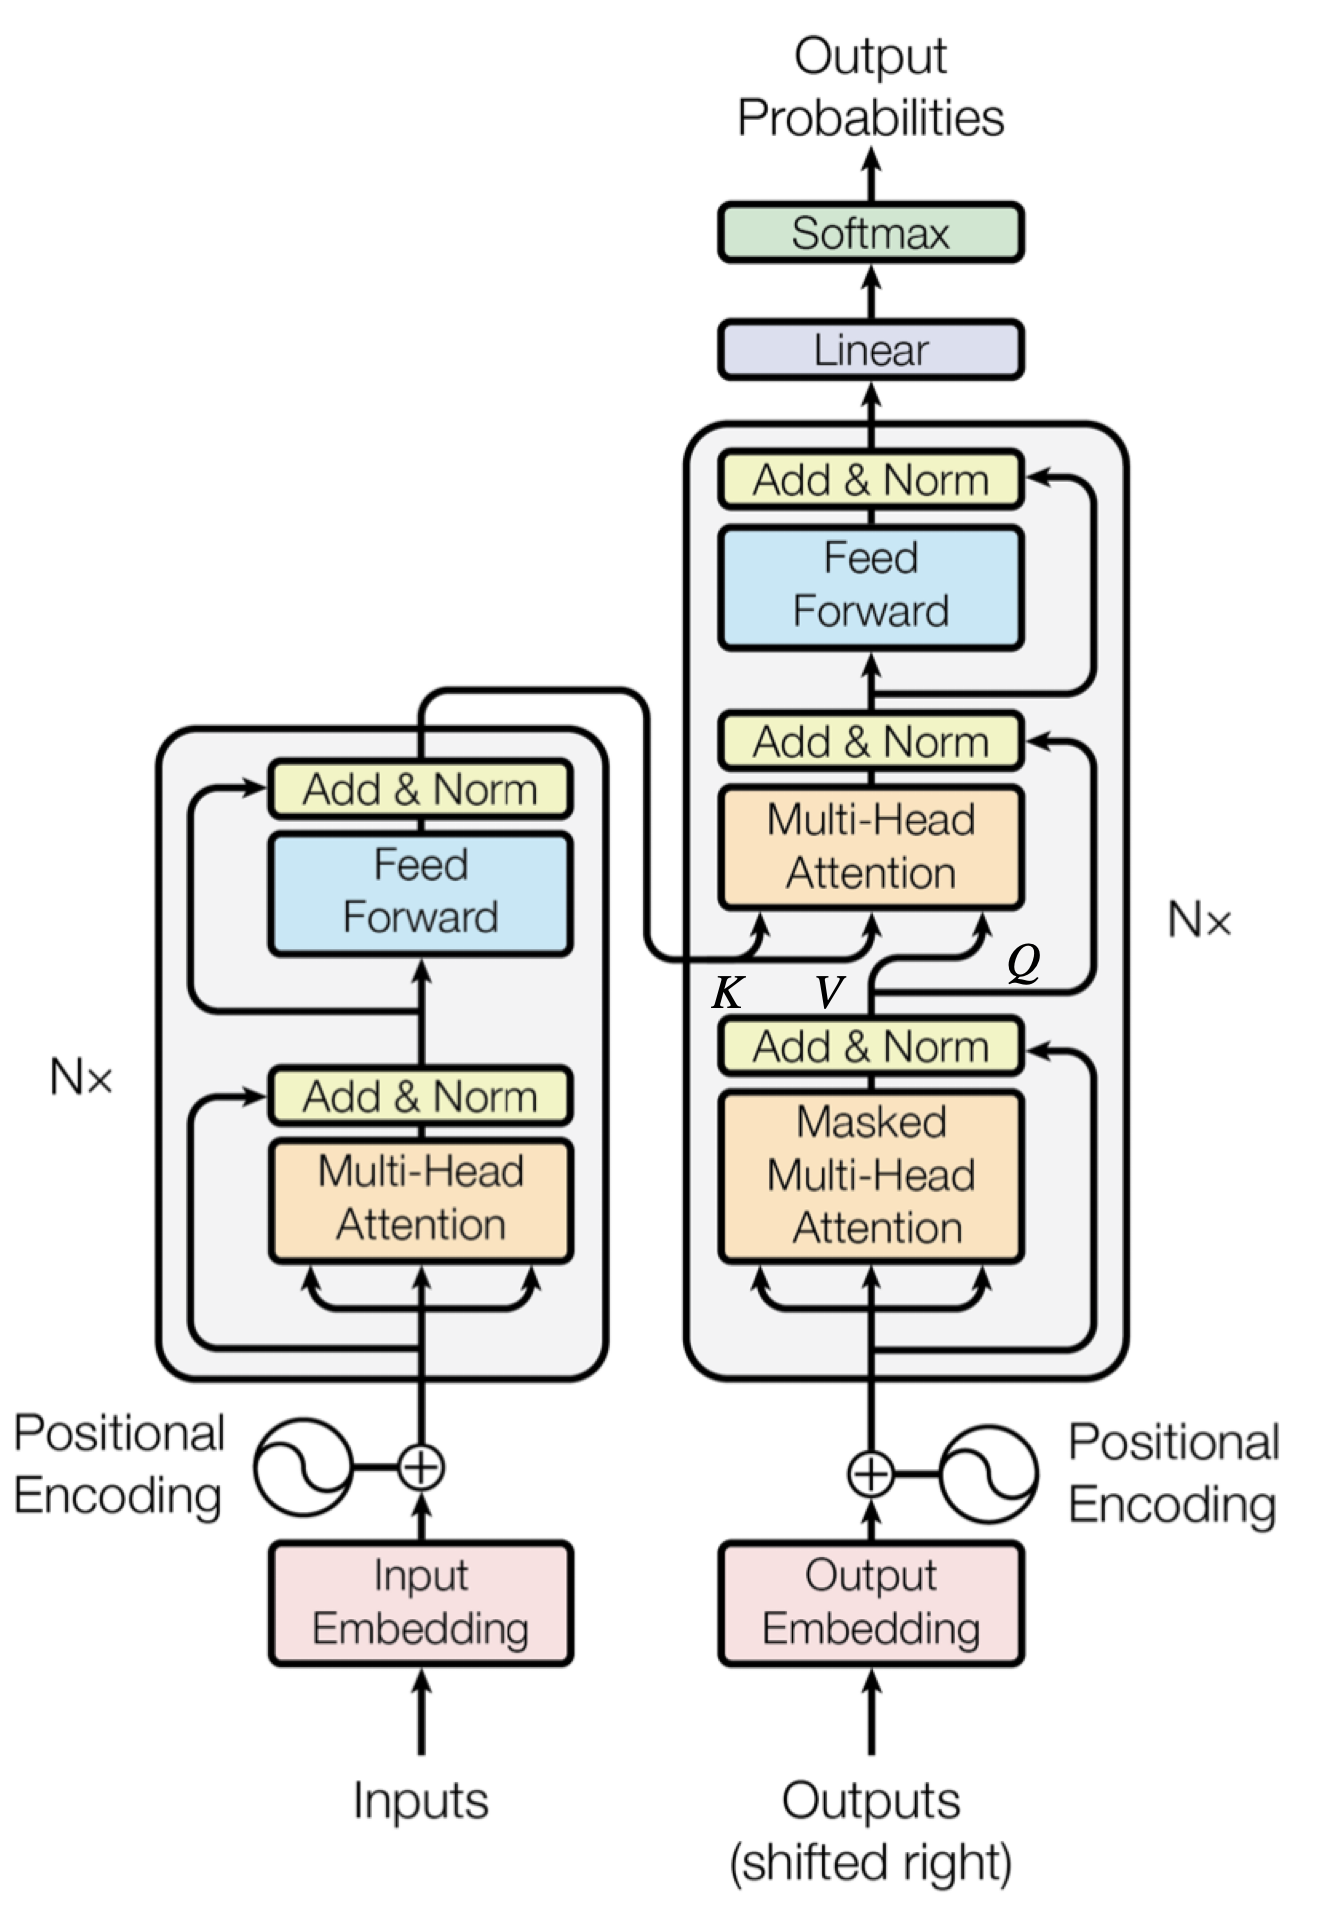 Output
Probabilities
Softmax
Linear
Add & Norm
Feed
Forward
Add & Norm
Multi-Head
Attention
K
V
Q
Nx
Add & Norm
Masked
Multi-Head
Attention
Add & Norm
Feed
Forward
Nx
Add & Norm
Multi-Head
Attention
Positional
Encoding
Positional
Encoding
Input
Embedding
Output
Embedding
Inputs
Outputs
(shifted right)